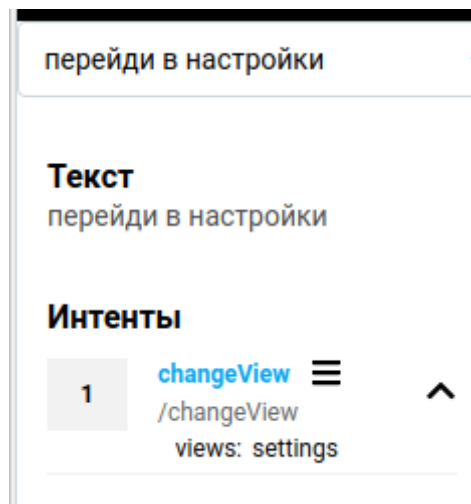 перейди в настройки
Текст
перейди в настройки
Интенты
1
changeView
/changeView
views: settings